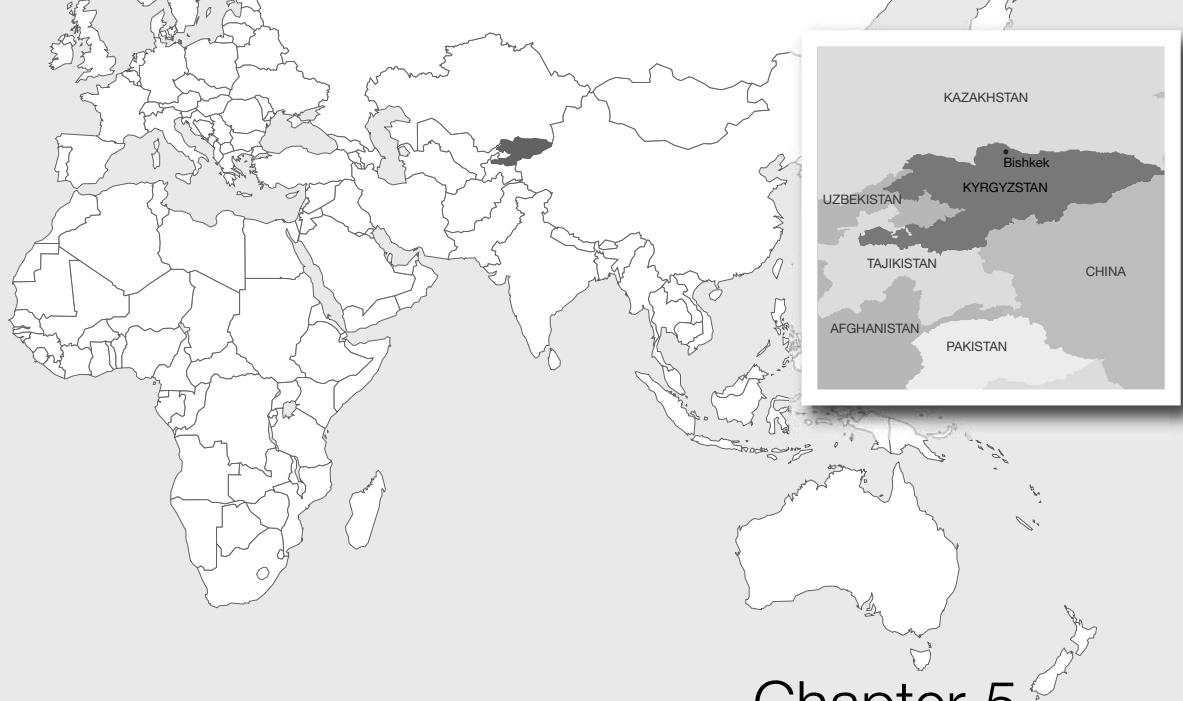 KAZAKHSTAN
Bishkek
KYRGYZSTAN
UZBEKISTAN
TAJIKISTAN
CHINA
AFGHANISTAN
PAKISTAN
Chapter 5